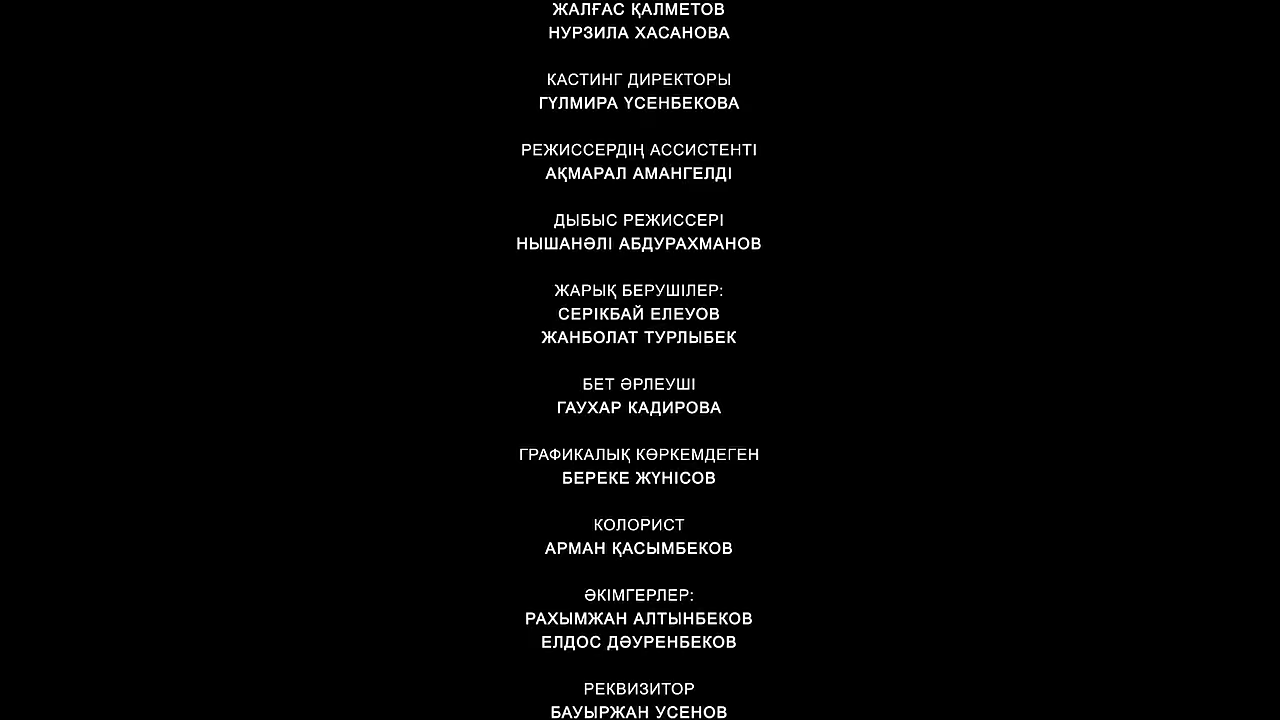 ЖАЛҒАС ҚАЛМЕТОВ
НУРЗИЛА ХАСАНОВА
КАСТИНГ ДИРЕКТОРЫ
ГҮЛМИРА ҮСЕНБЕКОВА
РЕЖИССЕРДІҢ АССИСТЕНТІ
АҚМАРАЛ АМАНГЕЛДІ
ДЫБЫС РЕЖИССЕРІ
НЫШАНӘЛІ АБДУРАХМАНОВ
ЖАРЫҚ БЕРУШІЛЕР:
СЕРІКБАЙ ЕЛЕУОВ
ЖАНБОЛАТ ТУРЛЫБЕК
БЕТ ӘРЛЕУШІ
ГАУХАР КАДИРОВА
ГРАФИКАЛЫҚ КӨРКЕМДЕГЕН
БЕРЕКЕ ЖҮНІСОВ
КОЛОРИСТ
АРМАН ҚАСЫМБЕКОВ
ӘКІМГЕРЛЕР:
РАХЫМЖАН АЛТЫНБЕКОВ
ЕЛДОС ДӘУРЕНБЕКОВ
РЕКВИЗИТОР
БАУЫРЖАН УСЕНОВ